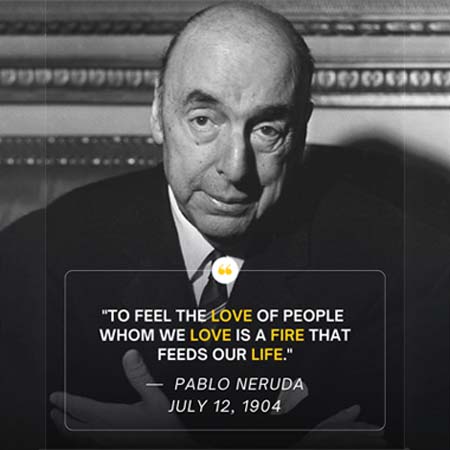 "TO FEEL THE LOVE OF PEOPLE
WHOM WE LOVE IS A FIRE THAT
FEEDS OUR LIFE."
— PABLO NERUDA
JULY 12, 1904